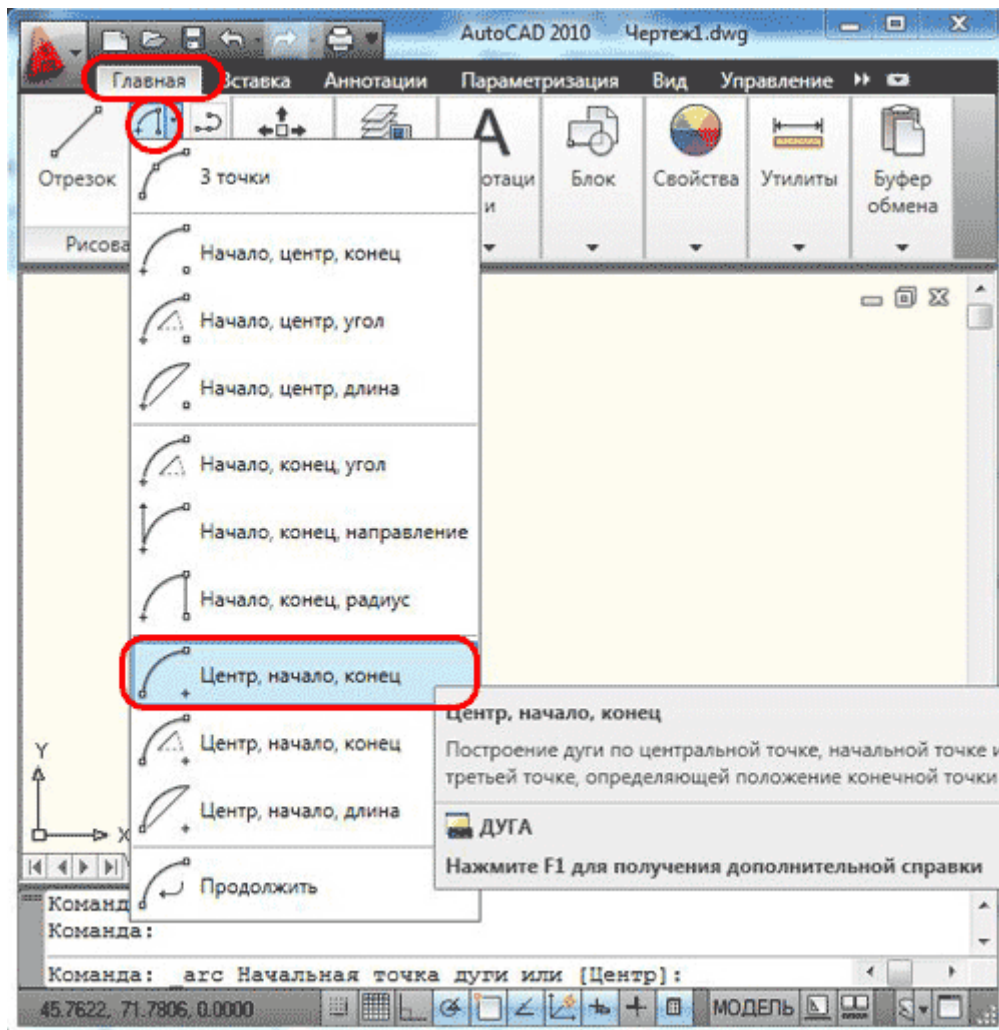 AutoCAD 2010 Чертеж1.dwg
Главная Вставка Аннотации Параметризация Вид Управление
Отрезок
Блок Свойства Утилиты Буфер
обмена
3 точки
Начало, центр, конец
Начало, центр, угол
Начало, центр, длина
Начало, конец, угол
Начало, конец, направление
Начало, конец, радиус
Центр, начало, конец
Центр, начало, конец
Центр, начало, длина
Продолжить
Центр, начало, конец
Построение дуги по центральной точке, начальной точке и
третьей точке, определяющей положение конечной точки
ДУГА
Нажмите F1 для получения дополнительной справки
Y
X
Команд
Команда:
Команда: _arc Начальная точка дуги или [Центр]:
45.7622, 71.7806, 0.0000 МОДЕЛЬ